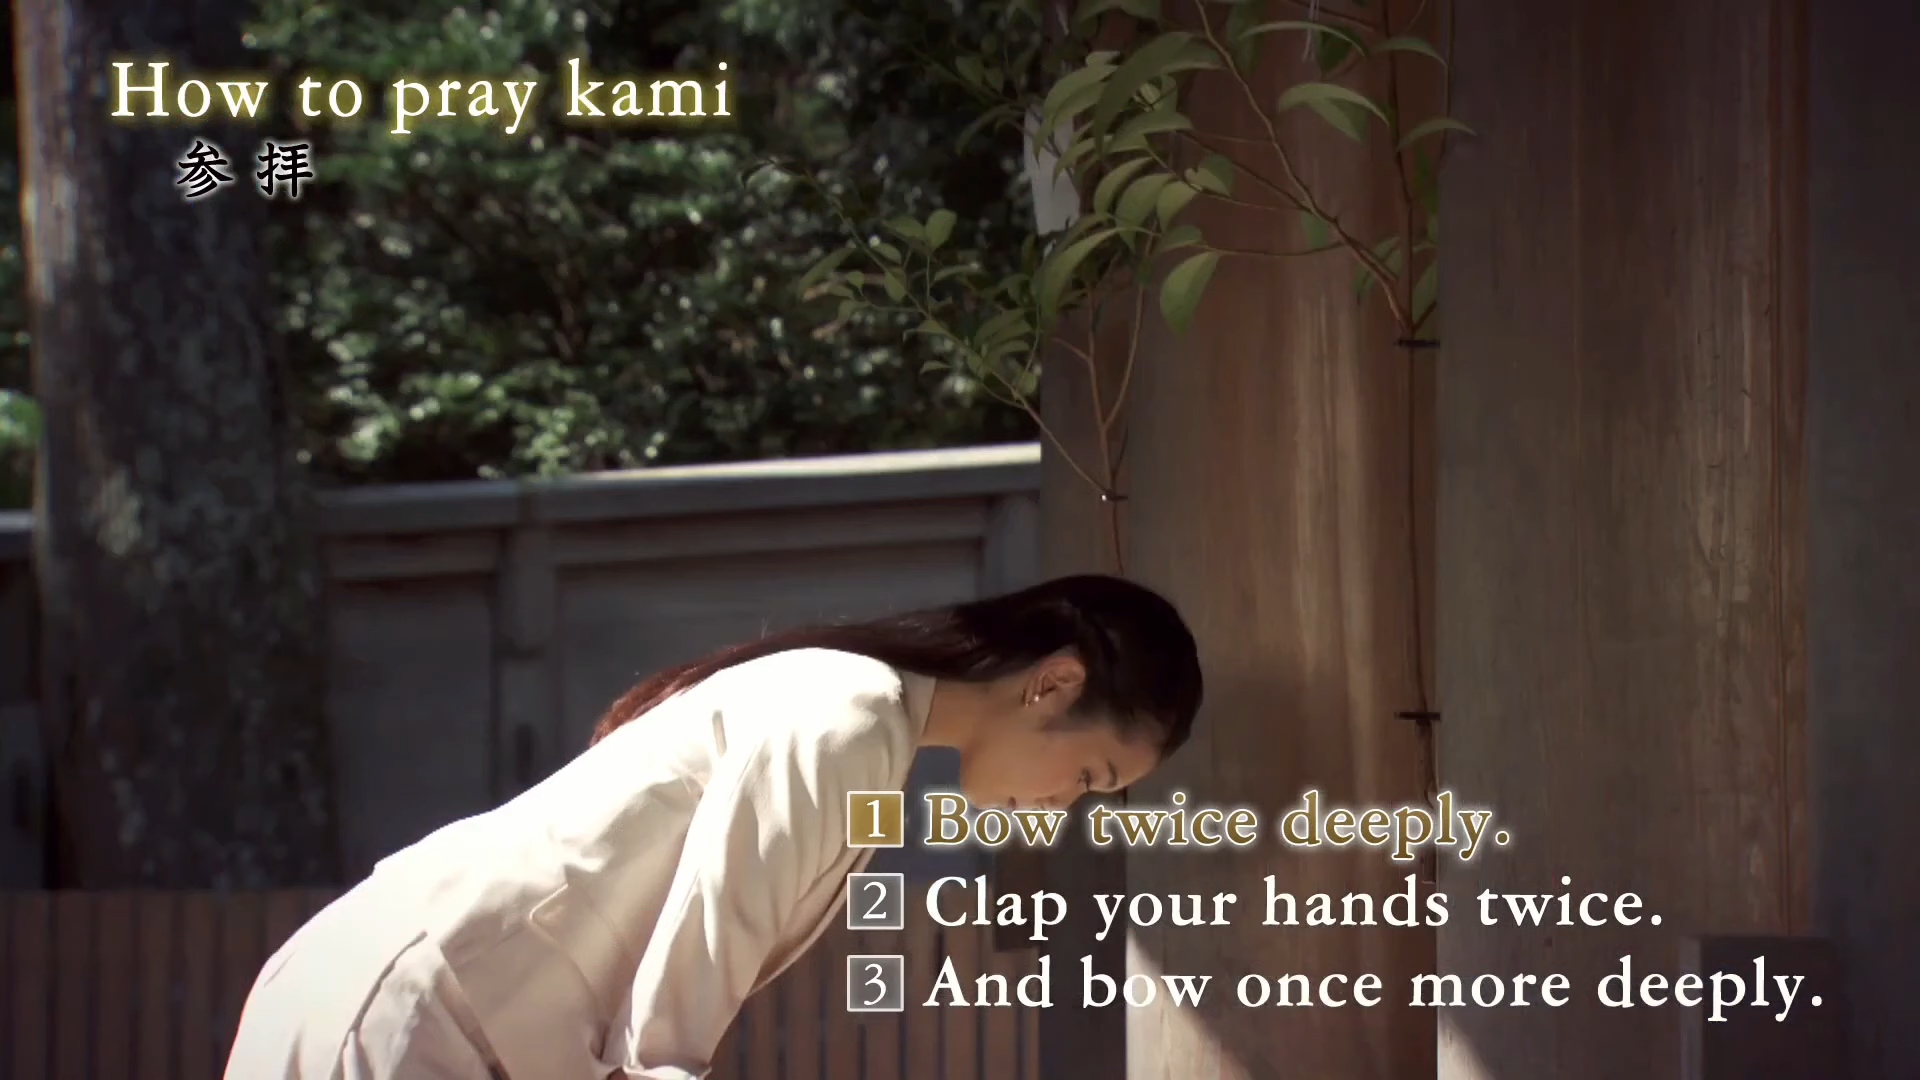 How to pray kami
参拝
1 Bow twice deeply.
2 Clap your hands twice.
3 And bow once more deeply.